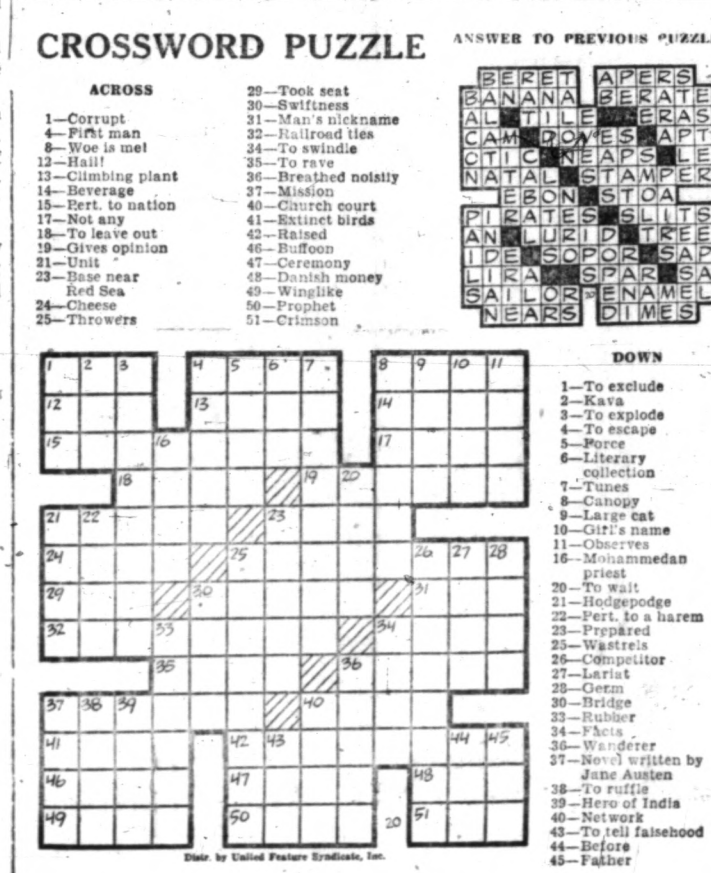 CROSSWORD PUZZLE
ANSWER TO PREVIOUS PUZZL
ACROSS
1—Corrupt
4—First man
8—Woe is me!
12—Hail!
13—Climbing plant
14—Beverage
15—Pert. to nation
17—Not any
18—To leave out
19—Gives opinion
21—Unit
23—Base near
Red Sea
24—Cheese
25—Throwers
29—Took seat
30—Swiftness
31—Man's nickname
32—Railroad ties
34—To swindle
35—To rave
36—Breathed noisily
37—Mission
40—Church court
41—Extinct birds
42—Raised
46—Buffoon
47—Ceremony
48—Danish money
49—Winglike
50—Prophet
51—Crimson
BERET APERS
BANANA BERATE
AL TILE ERAS
CAM DONES APT
OTIC NEAPS LE
NATAL STAMPER
EBON STOA
PIRATES SLITS
AN LURID TREE
IDE SOPOR SAP
LIRA SPAR SA
SAILOR ENAMEL
NEARS DIMES
1 2 3 4 5 6 7 8 9 10 11
12 13 14
15 16 17
18 19 20
21 22 23
24 25 26 27 28
29 30 31
32 33 34
35 36
37 38 39 40
41 42 43 44 45
46 47 48
49 50 20 51
Distr. by United Feature Syndicate, Inc.
DOWN
1—To exclude
2—Kava
3—To explode
4—To escape
5—Force
6—Literary
collection
7—Tunes
8—Canopy
9—Large cat
10—Girl's name
11—Observes
16—Mohammedan
priest
20—To wait
21—Hodgepodge
22—Pert. to a harem
23—Prepared
25—Wastrels
26—Competitor
27—Lariat
28—Germ
30—Bridge
33—Rubber
34—Facts
36—Wanderer
37—Novel written by
Jane Austen
38—To ruffle
39—Hero of India
40—Network
43—To tell falsehood
44—Before
45—Father